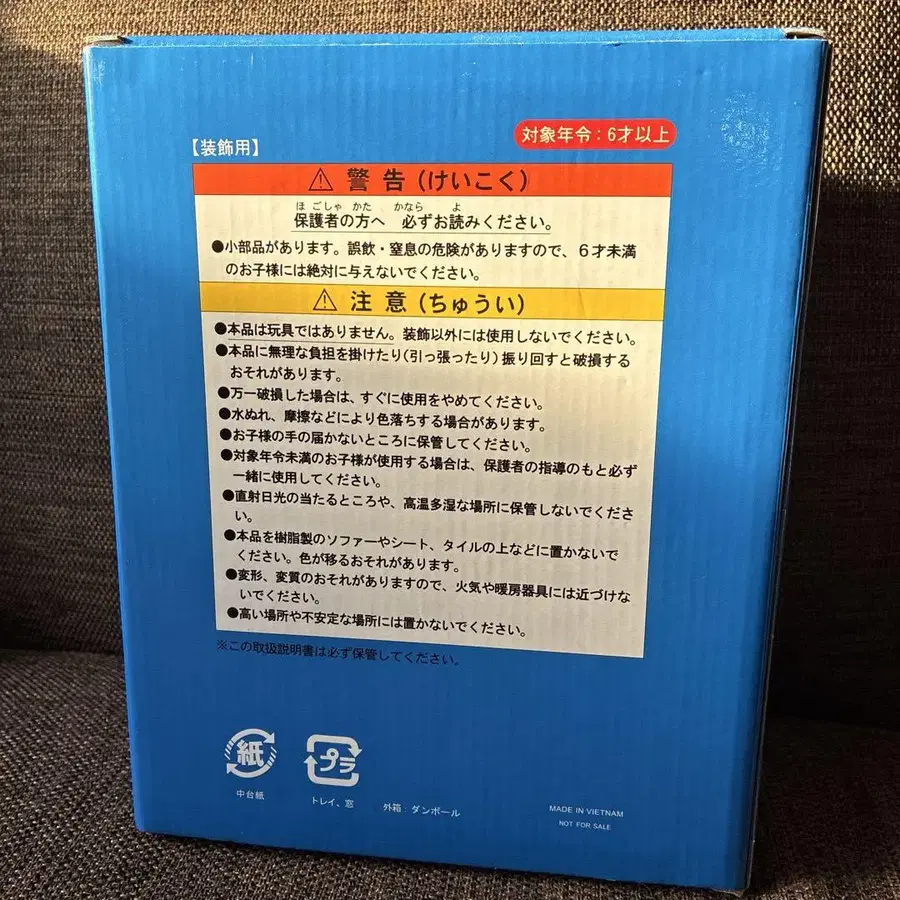 【装飾用】
対象年令：6才以上
⚠ 警告(けいこく)
ほ ご しゃ かた かなら よ
保護者の方へ 必ずお読みください。
●小部品があります。誤飲・窒息の危険がありますので、６才未満
のお子様には絶対に与えないでください。
⚠ 注意(ちゅうい)
●本品は玩具ではありません。装飾以外には使用しないでください。
●本品に無理な負担を掛けたり(引っ張ったり)振り回すと破損する
おそれがあります。
●万一破損した場合は、すぐに使用をやめてください。
●水ぬれ、摩擦などにより色落ちする場合があります。
●お子様の手の届かないところに保管してください。
●対象年令未満のお子様が使用する場合は、保護者の指導のもと必ず
一緒に使用してください。
●直射日光の当たるところや、高温多湿な場所に保管しないでくださ
い。
●本品を樹脂製のソファーやシート、タイルの上などに置かないで
ください。色が移るおそれがあります。
●変形、変質のおそれがありますので、火気や暖房器具には近づけな
いでください。
●高い場所や不安定な場所には置かないでください。
※この取扱説明書は必ず保管してください。
紙
プラ
中台紙
トレイ、窓
外箱：ダンボール
MADE IN VIETNAM
NOT FOR SALE